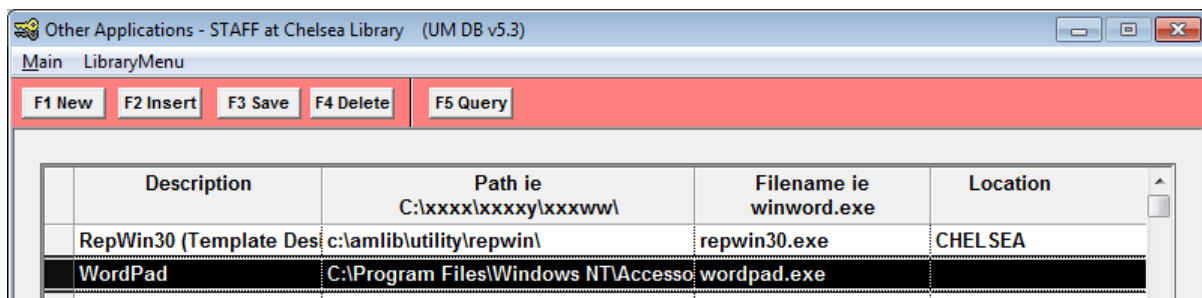 Other Applications - STAFF at Chelsea Library (UM DB v5.3)
Main LibraryMenu
F1 New F2 Insert F3 Save F4 Delete F5 Query
Description Path ie Filename ie Location
C:\xxxx\xxxxy\xxxww\ winword.exe
RepWin30 (Template Des c:\amlib\utility\repwin\ repwin30.exe CHELSEA
WordPad C:\Program Files\Windows NT\Accesso wordpad.exe